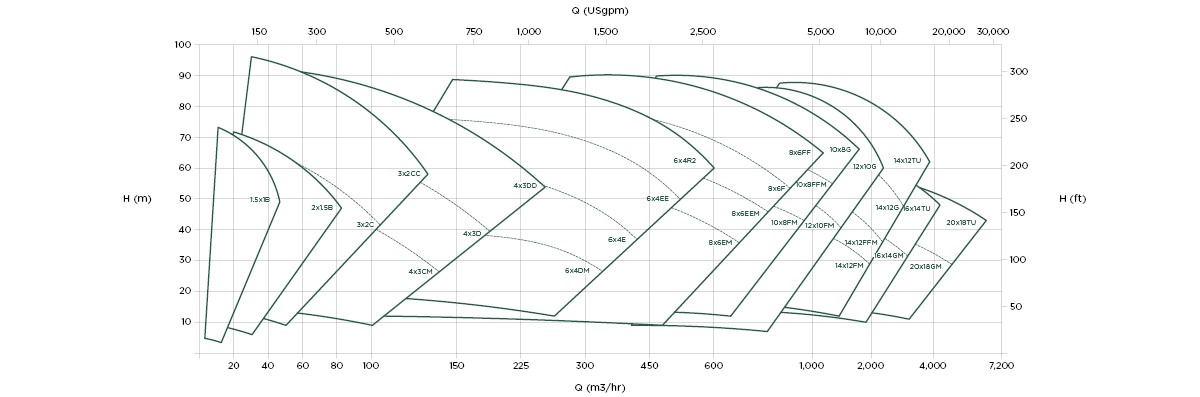 Q (USgpm)
150 300 500 750 1,000 1,500 2,500 5,000 10,000 20,000 30,000
100
90 300
80
250
70
10x8G
8x6FF
60 6x4R2 12x10G 14x12TU 200
3x2CC
4x3DD 8x6F 10x8FFM
H (m) 50 1.5x1B 6x4EE H (ft)
2x1.5B 14x12G 16x14TU
8x6EEM 150
3x2C 10x8FM 12x10FM 20x18TU
40 4x3D
6x4E 8x6EM 14x12FFM
30 4x3CM 6x4DM 14x12FM 16x14GM 20x18GM 100
20
50
10
20 40 60 80 100 150 225 300 450 600 1,000 2,000 4,000 7,200
Q (m3/hr)